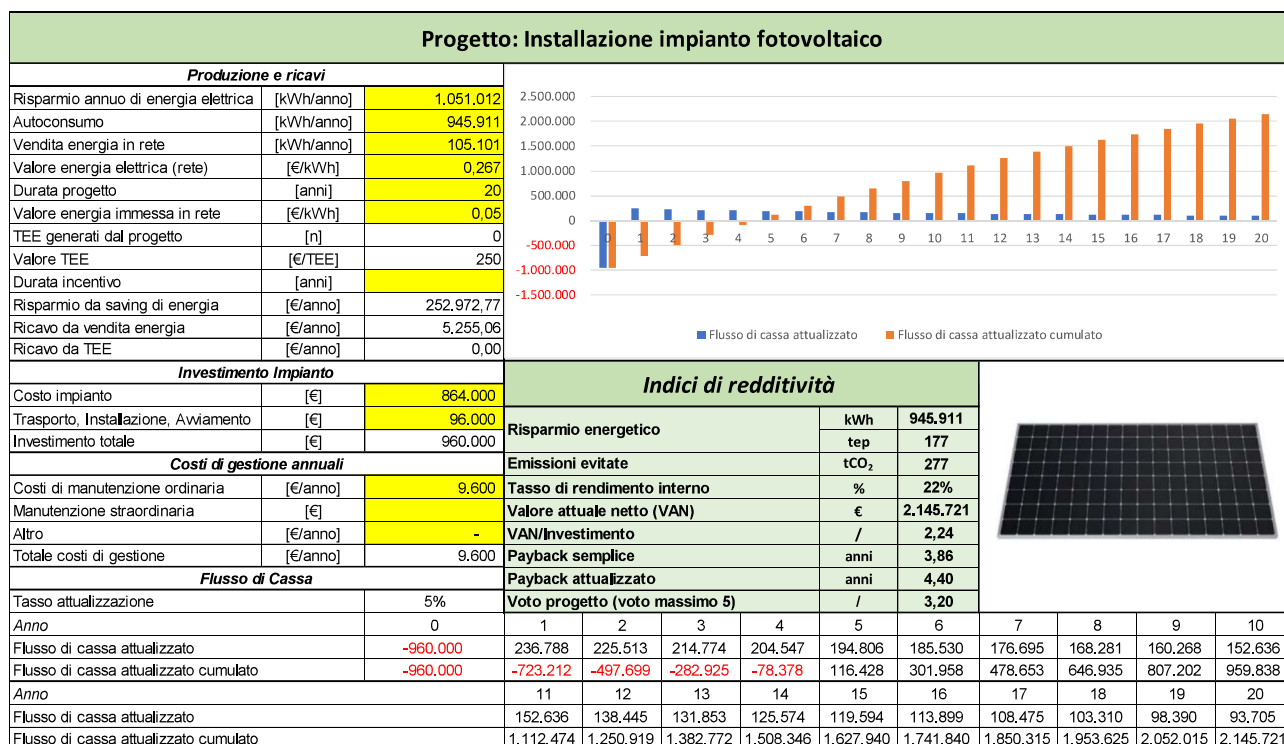 Progetto: Installazione impianto fotovoltaico
Produzione e ricavi
Risparmio annuo di energia elettrica [kWh/anno] 1.051.012
Autoconsumo [kWh/anno] 945.911
Vendita energia in rete [kWh/anno] 105.101
Valore energia elettrica (rete) [€/kWh] 0,267
Durata progetto [anni] 20
Valore energia immessa in rete [€/kWh] 0,05
TEE generati dal progetto [n] 0
Valore TEE [€/TEE] 250
Durata incentivo [anni]
Risparmio da saving di energia [€/anno] 252.972,77
Ricavo da vendita energia [€/anno] 5.255,06
Ricavo da TEE [€/anno] 0,00
2.500.000
2.000.000
1.500.000
1.000.000
500.000
0
-500.000
-1.000.000
-1.500.000
0 1 2 3 4 5 6 7 8 9 10 11 12 13 14 15 16 17 18 19 20
Flusso di cassa attualizzato Flusso di cassa attualizzato cumulato
Investimento Impianto
Costo impianto [€] 864.000
Trasporto, Installazione, Avviamento [€] 96.000
Investimento totale [€] 960.000
Costi di gestione annuali
Costi di manutenzione ordinaria [€/anno] 9.600
Manutenzione straordinaria [€]
Altro [€/anno] -
Totale costi di gestione [€/anno] 9.600
Flusso di Cassa
Tasso attualizzazione 5%
Indici di redditività
Risparmio energetico kWh 945.911
tep 177
Emissioni evitate tCO₂ 277
Tasso di rendimento interno % 22%
Valore attuale netto (VAN) € 2.145.721
VAN/Investimento / 2,24
Payback semplice anni 3,86
Payback attualizzato anni 4,40
Voto progetto (voto massimo 5) / 3,20
Anno 0 1 2 3 4 5 6 7 8 9 10
Flusso di cassa attualizzato -960.000 236.788 225.513 214.774 204.547 194.806 185.530 176.695 168.281 160.268 152.636
Flusso di cassa attualizzato cumulato -960.000 -723.212 -497.699 -282.925 -78.378 116.428 301.958 478.653 646.935 807.202 959.838
Anno 11 12 13 14 15 16 17 18 19 20
Flusso di cassa attualizzato 152.636 138.445 131.853 125.574 119.594 113.899 108.475 103.310 98.390 93.705
Flusso di cassa attualizzato cumulato 1.112.474 1.250.919 1.382.772 1.508.346 1.627.940 1.741.840 1.850.315 1.953.625 2.052.015 2.145.721